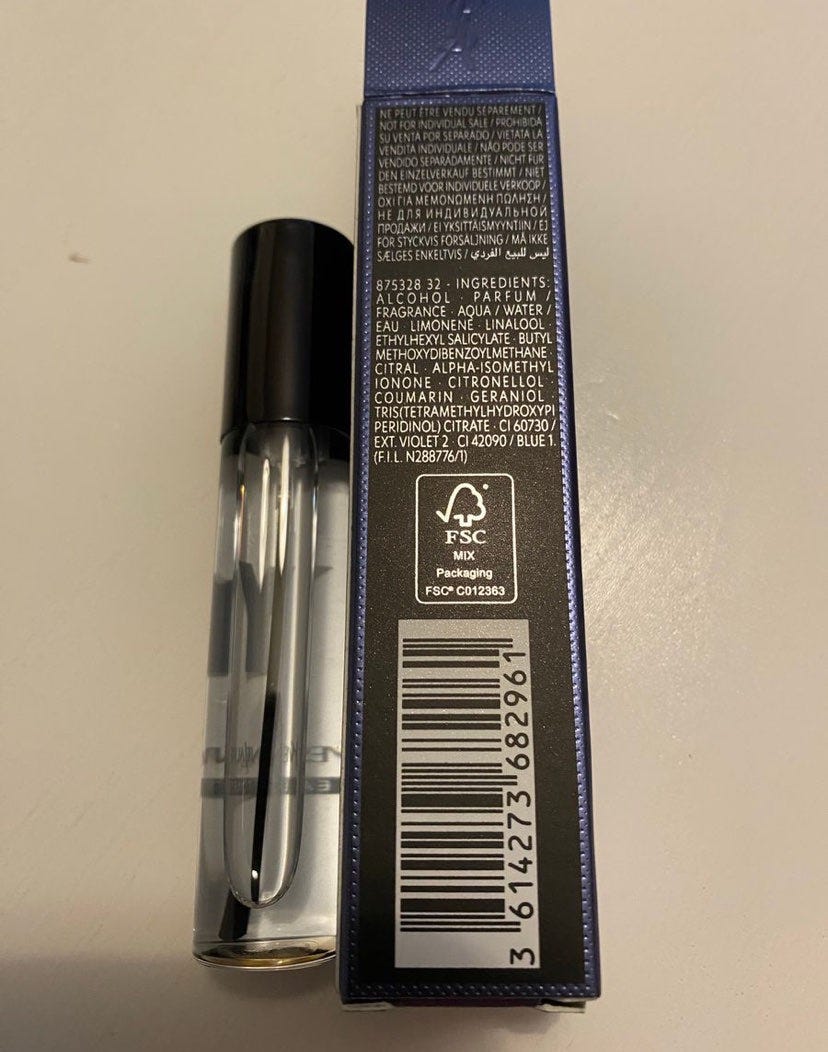 NE PEUT ÊTRE VENDU SÉPARÉMENT /
NOT FOR INDIVIDUAL SALE / PROHIBIDA
SU VENTA POR SEPARADO / VIETATA LA
VENDITA INDIVIDUALE / NÃO PODE SER
VENDIDO SEPARADAMENTE / NICHT FÜR
DEN EINZELVERKAUF BESTIMMT / NIET
BESTEMD VOOR INDIVIDUELE VERKOOP /
ΟΧΙ ΓΙΑ ΜΕΜΟΝΩΜΕΝΗ ΠΩΛΗΣΗ /
НЕ ДЛЯ ИНДИВИДУАЛЬНОЙ
ПРОДАЖИ / EI YKSITTÄISMYYNTIIN / EJ
FÖR STYCKVIS FÖRSÄLJNING / MÅ IKKE
SÆLGES ENKELTVIS / ليس للبيع الفردي
875328 32 - INGREDIENTS:
ALCOHOL · PARFUM /
FRAGRANCE · AQUA / WATER /
EAU · LIMONENE · LINALOOL ·
ETHYLHEXYL SALICYLATE · BUTYL
METHOXYDIBENZOYLMETHANE ·
CITRAL · ALPHA-ISOMETHYL
IONONE · CITRONELLOL ·
COUMARIN · GERANIOL ·
TRIS(TETRAMETHYLHYDROXYPI
PERIDINOL) CITRATE · CI 60730 /
EXT. VIOLET 2 · CI 42090 / BLUE 1.
(F.I.L. N288776/1)
FSC
MIX
Packaging
FSC® C012363
3 614273 682961